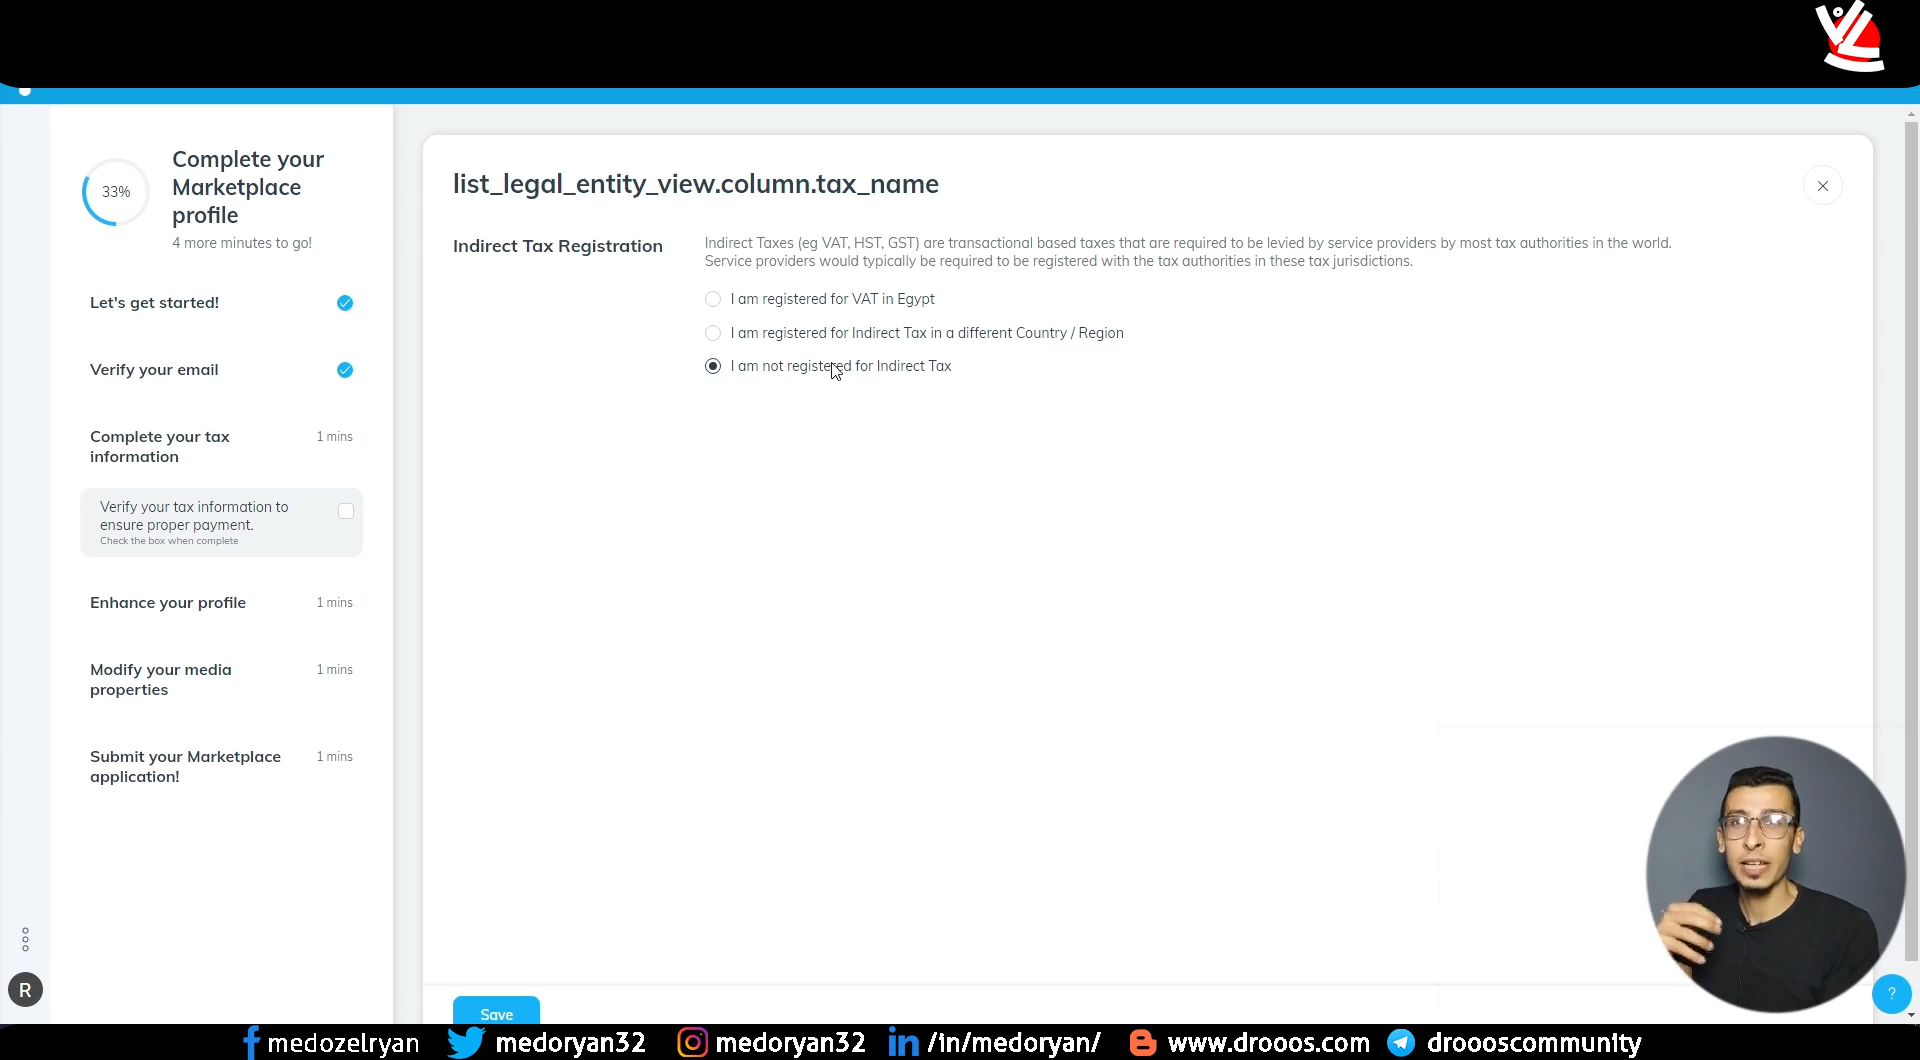 33%
Complete your
Marketplace
profile
4 more minutes to go!
Let's get started!
Verify your email
Complete your tax
information
1 mins
Verify your tax information to
ensure proper payment.
Check the box when complete
Enhance your profile
1 mins
Modify your media
properties
1 mins
Submit your Marketplace
application!
1 mins
R
list_legal_entity_view.column.tax_name
Indirect Tax Registration
Indirect Taxes (eg VAT, HST, GST) are transactional based taxes that are required to be levied by service providers by most tax authorities in the world.
Service providers would typically be required to be registered with the tax authorities in these tax jurisdictions.
I am registered for VAT in Egypt
I am registered for Indirect Tax in a different Country / Region
I am not registered for Indirect Tax
Save
?
medozelryan
medoryan32
medoryan32
/in/medoryan/
www.drooos.com
droooscommunity